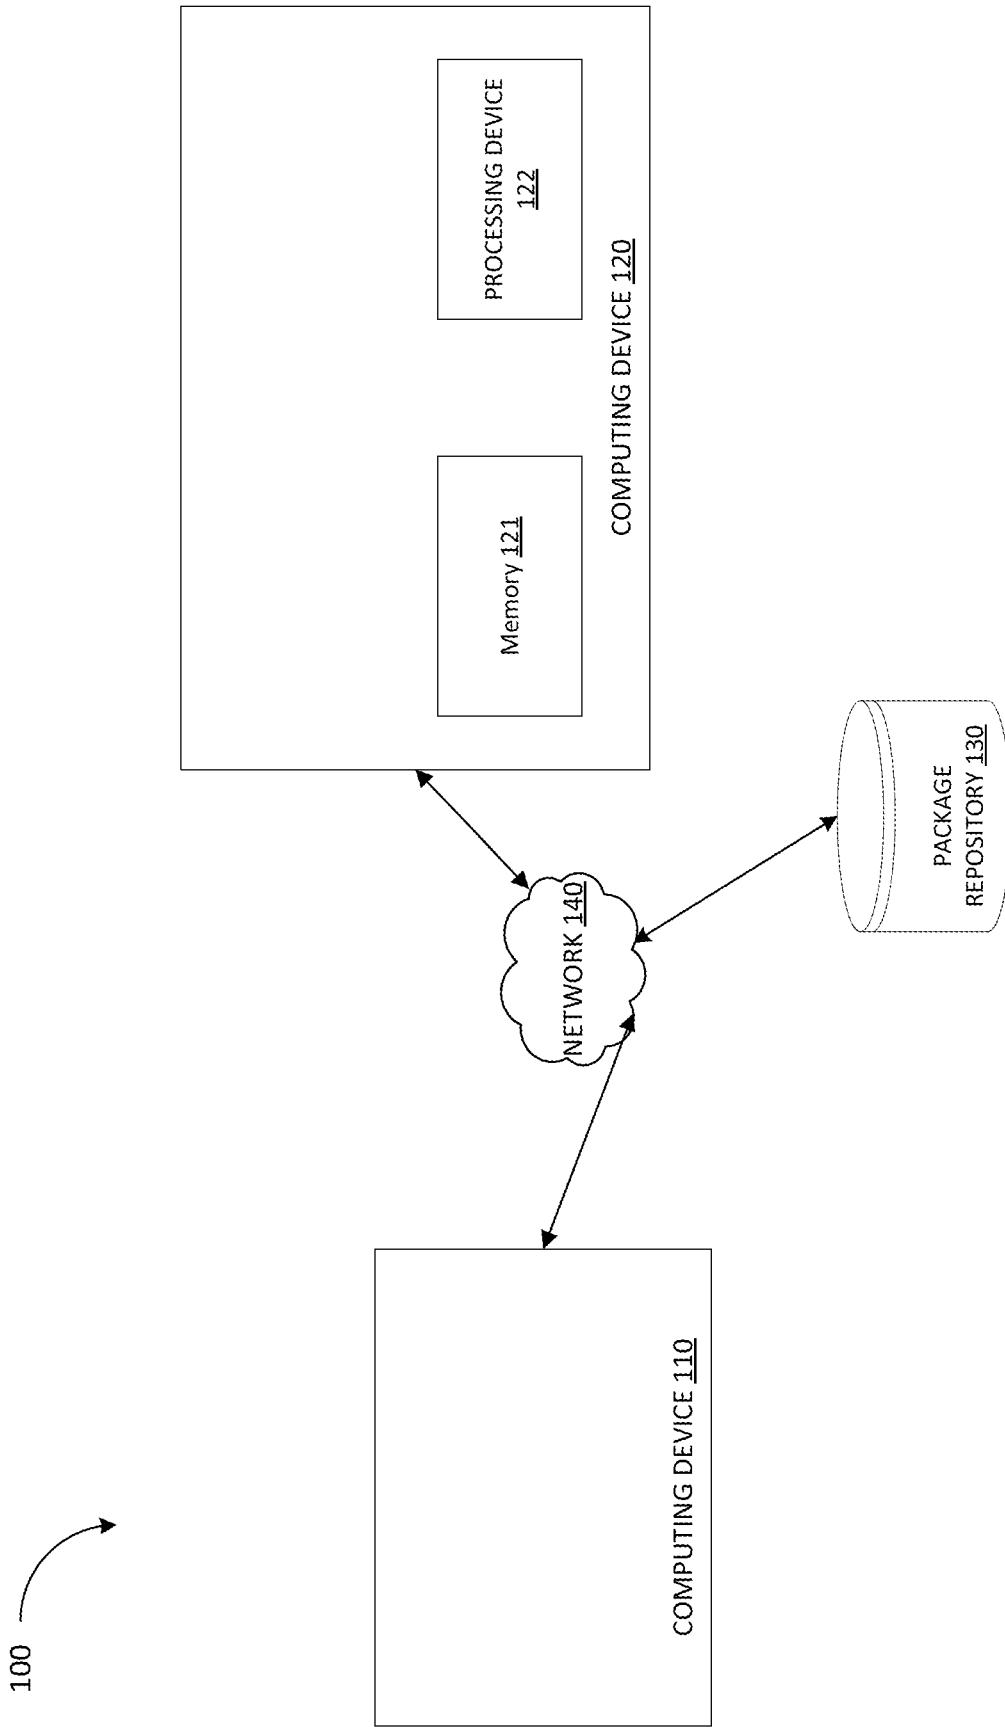 100
COMPUTING DEVICE 110
NETWORK 140
PACKAGE
REPOSITORY 130
Memory 121
PROCESSING DEVICE
122
COMPUTING DEVICE 120